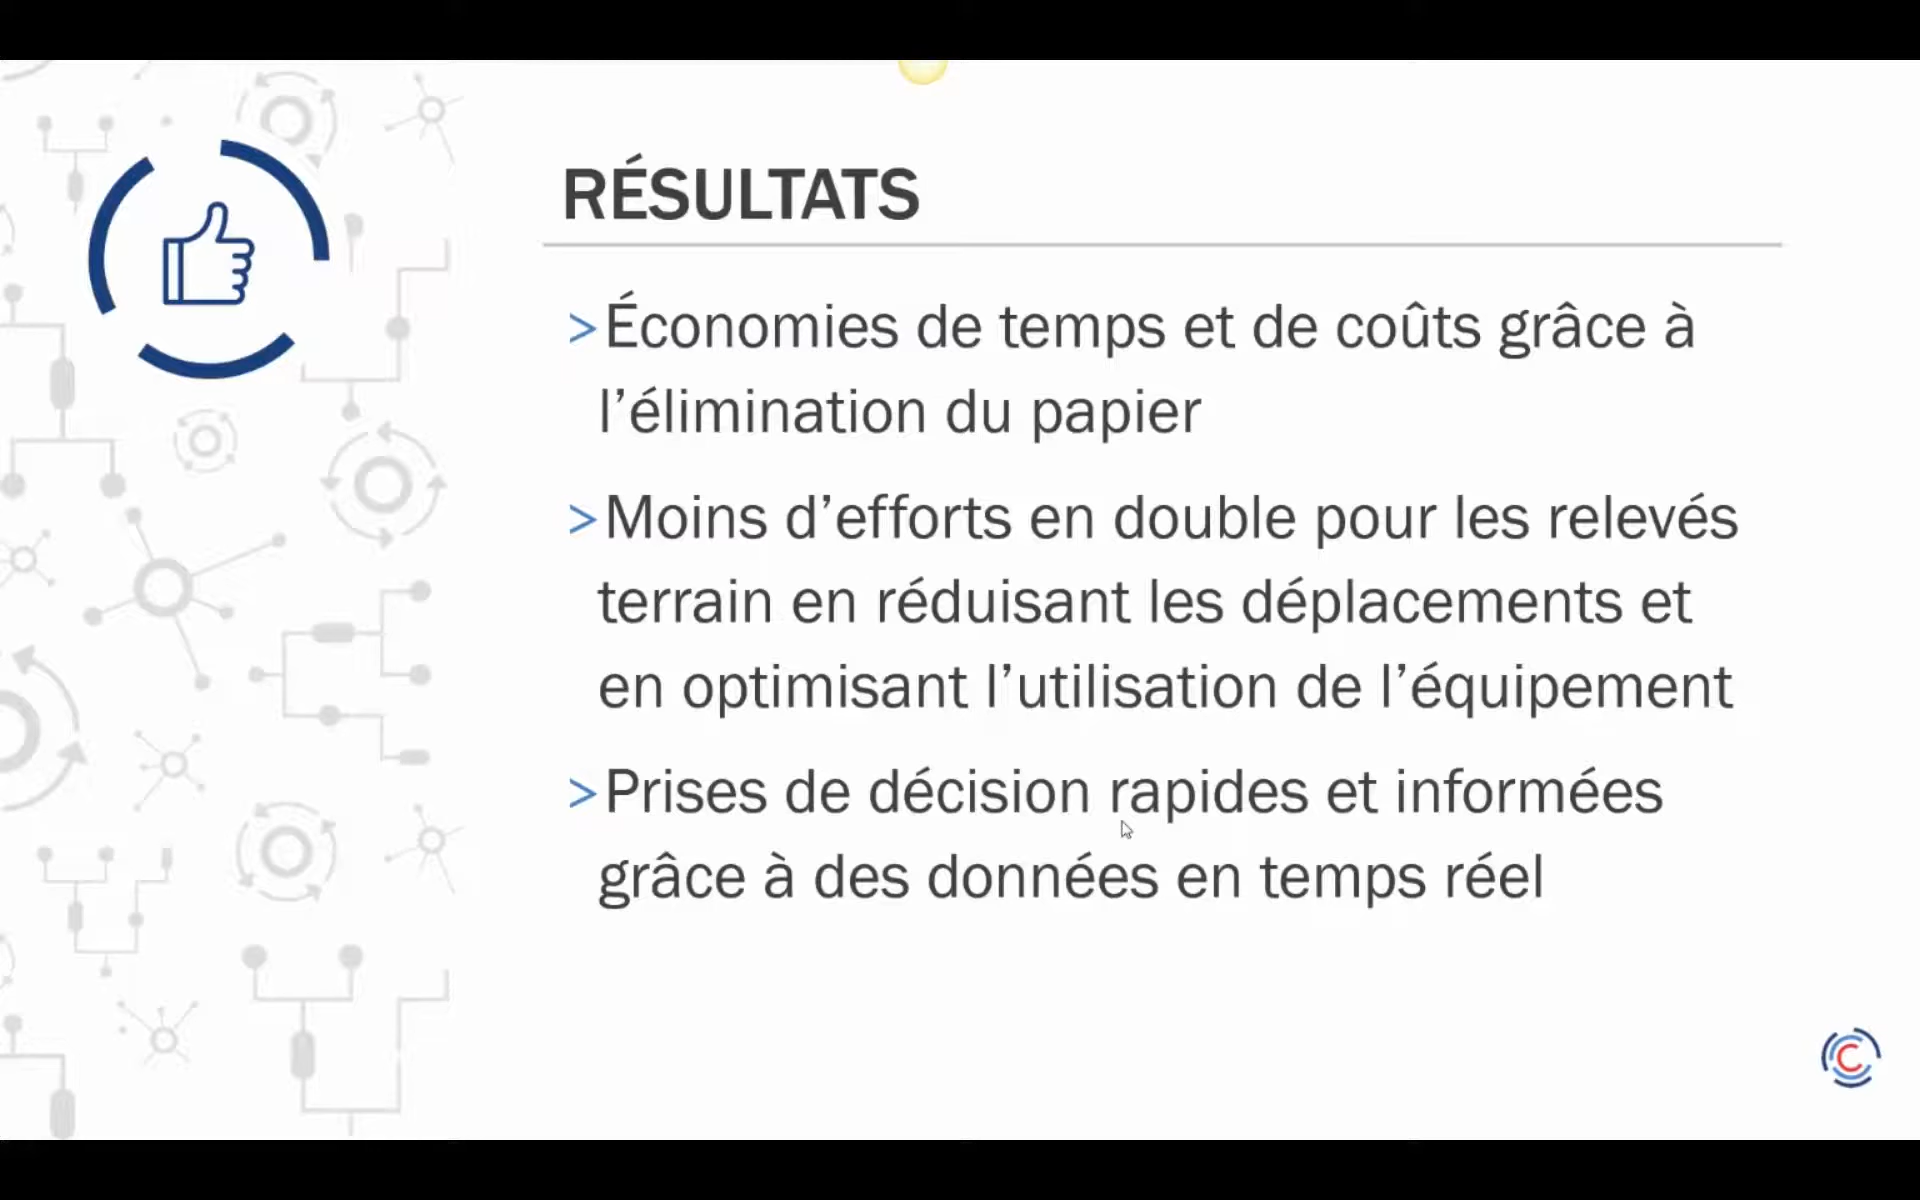 RÉSULTATS
>Économies de temps et de coûts grâce à
l’élimination du papier
>Moins d’efforts en double pour les relevés
terrain en réduisant les déplacements et
en optimisant l’utilisation de l’équipement
>Prises de décision rapides et informées
grâce à des données en temps réel